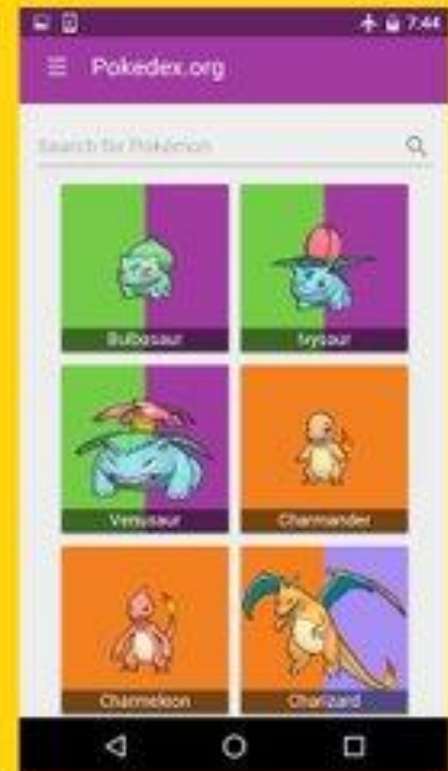 7:44
Pokedex.org
Search for Pokémon
Bulbasaur
Ivysaur
Venusaur
Charmander
Charmeleon
Charizard